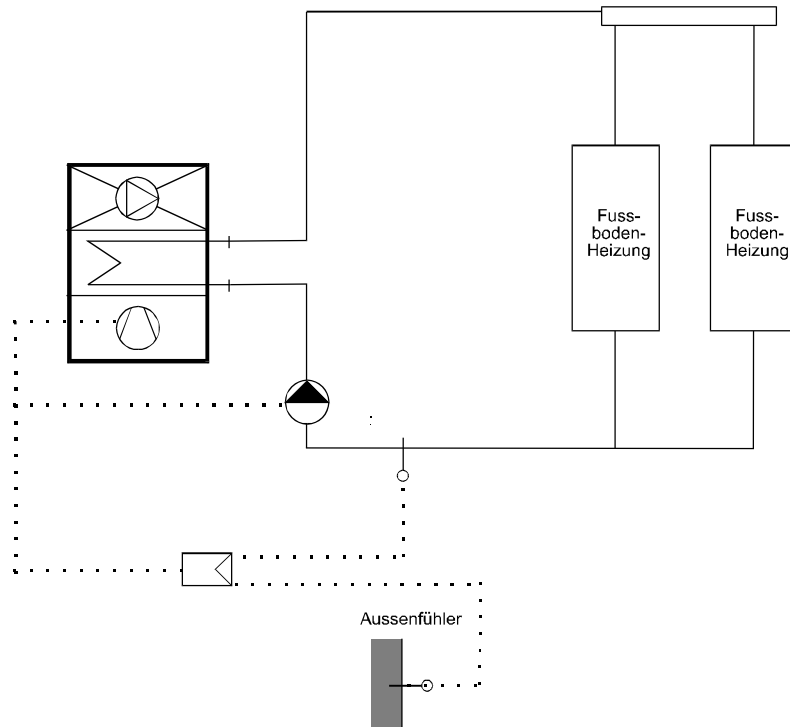 Fuss-
boden-
Heizung
Fuss-
boden-
Heizung
Aussenfühler